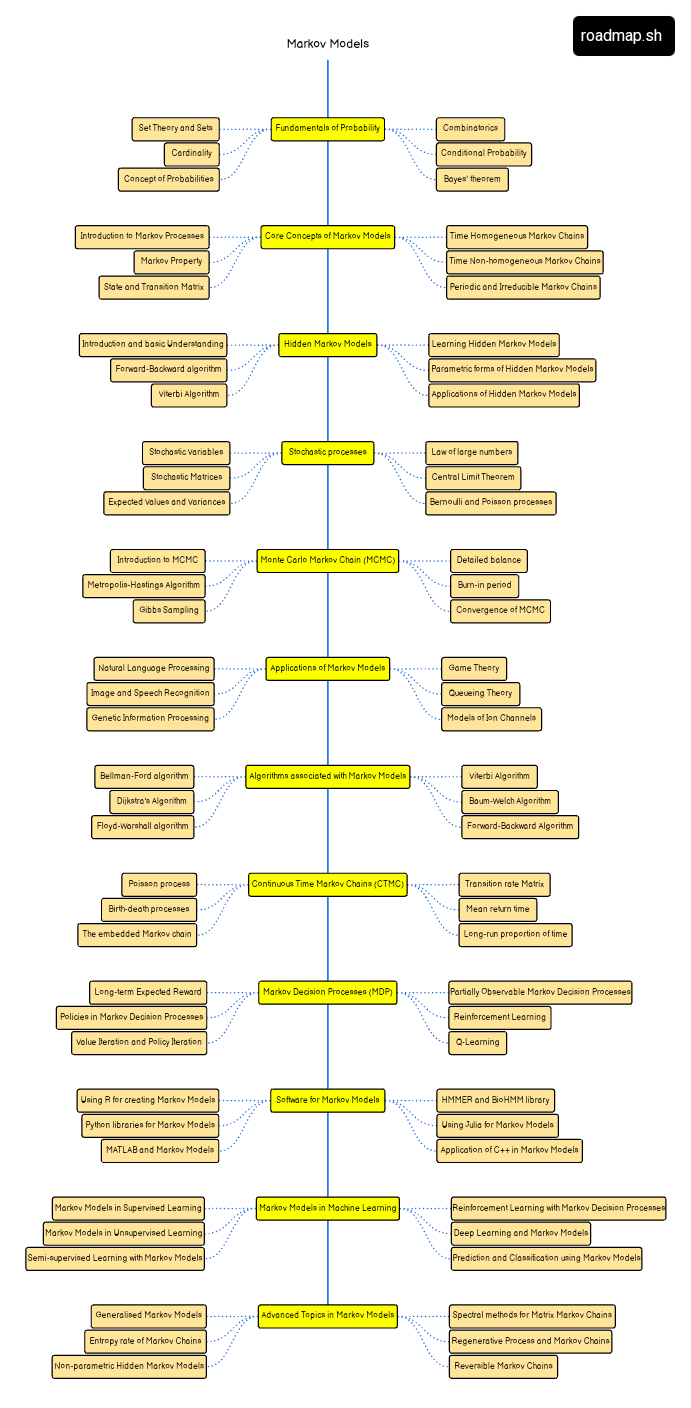 roadmap.sh
Markov Models
Set Theory and Sets
Cardinality
Concept of Probabilities
Fundamentals of Probability
Combinatorics
Conditional Probability
Bayes' theorem
Introduction to Markov Processes
Markov Property
State and Transition Matrix
Core Concepts of Markov Models
Time Homogeneous Markov Chains
Time Non-homogeneous Markov Chains
Periodic and Irreducible Markov Chains
Introduction and basic Understanding
Forward-Backward algorithm
Viterbi Algorithm
Hidden Markov Models
Learning Hidden Markov Models
Parametric forms of Hidden Markov Models
Applications of Hidden Markov Models
Stochastic Variables
Stochastic Matrices
Expected Values and Variances
Stochastic processes
Law of large numbers
Central Limit Theorem
Bernoulli and Poisson processes
Introduction to MCMC
Metropolis-Hastings Algorithm
Gibbs Sampling
Monte Carlo Markov Chain (MCMC)
Detailed balance
Burn-in period
Convergence of MCMC
Natural Language Processing
Image and Speech Recognition
Genetic Information Processing
Applications of Markov Models
Game Theory
Queueing Theory
Models of Ion Channels
Bellman-Ford algorithm
Dijkstra's Algorithm
Floyd-Warshall algorithm
Algorithms associated with Markov Models
Viterbi Algorithm
Baum-Welch Algorithm
Forward-Backward Algorithm
Poisson process
Birth-death processes
The embedded Markov chain
Continuous Time Markov Chains (CTMC)
Transition rate Matrix
Mean return time
Long-run proportion of time
Long-term Expected Reward
Policies in Markov Decision Processes
Value Iteration and Policy Iteration
Markov Decision Processes (MDP)
Partially Observable Markov Decision Processes
Reinforcement Learning
Q-Learning
Using R for creating Markov Models
Python libraries for Markov Models
MATLAB and Markov Models
Software for Markov Models
HMMER and BioHMM library
Using Julia for Markov Models
Application of C++ in Markov Models
Markov Models in Supervised Learning
Markov Models in Unsupervised Learning
Semi-supervised Learning with Markov Models
Markov Models in Machine Learning
Reinforcement Learning with Markov Decision Processes
Deep Learning and Markov Models
Prediction and Classification using Markov Models
Generalised Markov Models
Entropy rate of Markov Chains
Non-parametric Hidden Markov Models
Advanced Topics in Markov Models
Spectral methods for Matrix Markov Chains
Regenerative Process and Markov Chains
Reversible Markov Chains